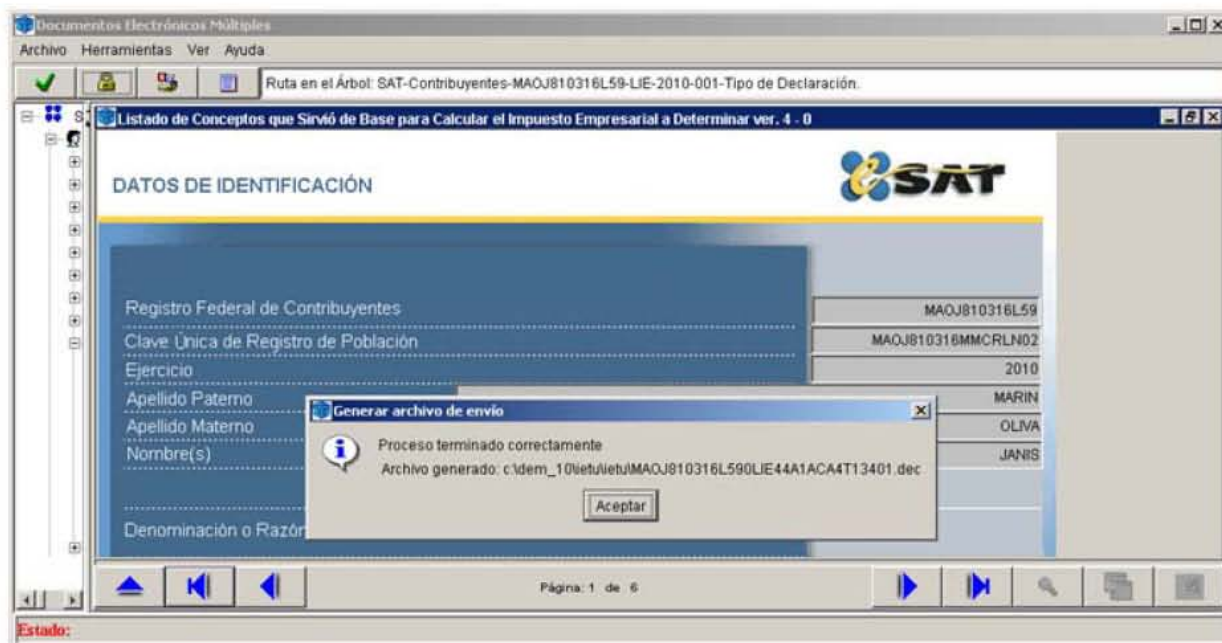 Documentos Electrónicos Múltiples
Archivo Herramientas Ver Ayuda
Ruta en el Árbol: SAT-Contribuyentes-MAOJ810316L59-LIE-2010-001-Tipo de Declaración.
Listado de Conceptos que Sirvió de Base para Calcular el Impuesto Empresarial a Determinar ver. 4 - 0
DATOS DE IDENTIFICACIÓN
eSAT
Registro Federal de Contribuyentes MAOJ810316L59
Clave Única de Registro de Población MAOJ810316MMCRLN02
Ejercicio 2010
Apellido Paterno MARIN
Apellido Materno OLIVA
Nombre(s) JANIS
Generar archivo de envío
Proceso terminado correctamente
Archivo generado: c:\dem_10\ietu\ietu\MAOJ810316L590LIE44A1ACA4T13401.dec
Aceptar
Denominación o Razón
Página: 1 de 6
Estado: